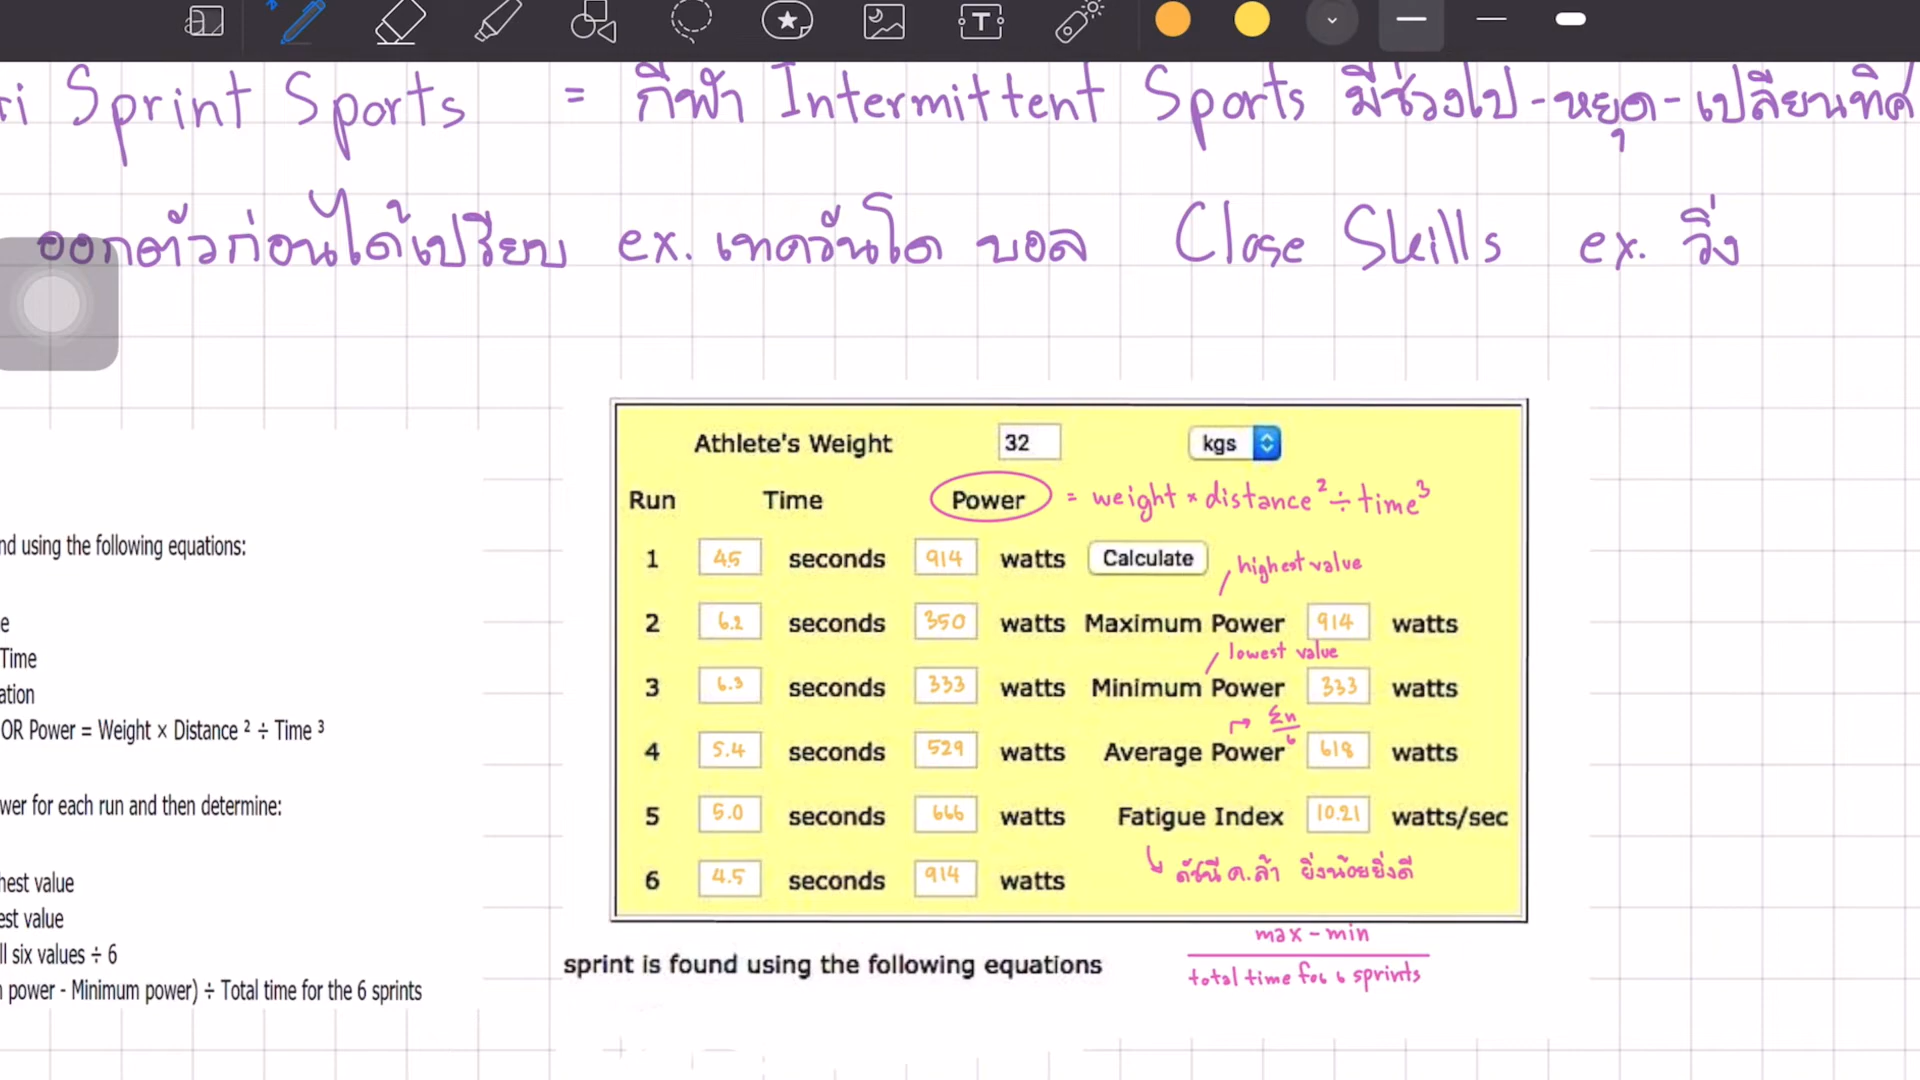 ri Sprint Sports = กีฬา Intermittent Sports มีช่วงไป-หยุด-เปลี่ยนทิศ
ออกตัวก่อนได้เปรียบ ex. เทควันโด บอล Close Skills ex. วิ่ง
Athlete's Weight 32 kgs
Run Time Power = weight × distance² ÷ time³
1 4.5 seconds 914 watts Calculate
highest value
2 6.2 seconds 350 watts Maximum Power 914 watts
lowest value
3 6.3 seconds 333 watts Minimum Power 333 watts
Σn/6
4 5.4 seconds 529 watts Average Power 618 watts
5 5.0 seconds 666 watts Fatigue Index 10.21 watts/sec
ดัชนี ค.ล้า ยิ่งน้อยยิ่งดี
6 4.5 seconds 914 watts
max - min
total time for 6 sprints
sprint is found using the following equations
nd using the following equations:
e
Time
ation
OR Power = Weight × Distance ² ÷ Time ³
wer for each run and then determine:
hest value
est value
ll six values ÷ 6
n power - Minimum power) ÷ Total time for the 6 sprints